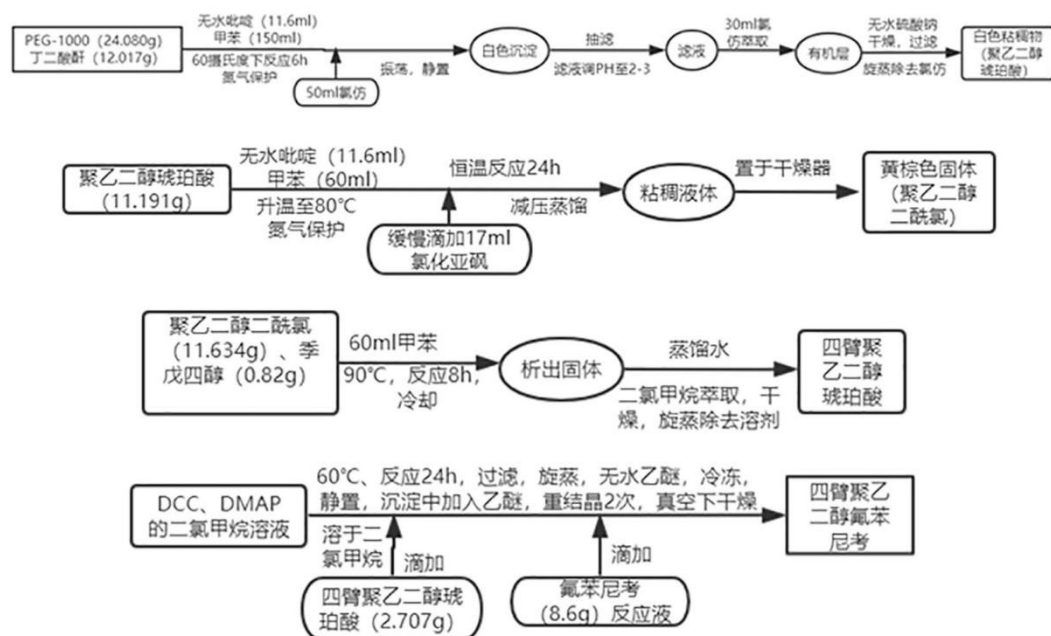 PEG-1000（24.080g）
丁二酸酐（12.017g）
无水吡啶（11.6ml）
甲苯（150ml）
60摄氏度下反应6h
氮气保护
50ml氯仿
振荡，静置
白色沉淀
抽滤
滤液调PH至2-3
滤液
30ml氯
仿萃取
有机层
无水硫酸钠
干燥，过滤
旋蒸除去氯仿
白色粘稠物
（聚乙二醇
琥珀酸）
聚乙二醇琥珀酸
（11.191g）
无水吡啶（11.6ml）
甲苯（60ml）
升温至80℃
氮气保护
缓慢滴加17ml
氯化亚砜
恒温反应24h
减压蒸馏
粘稠液体
置于干燥器
黄棕色固体
（聚乙二醇
二酰氯）
聚乙二醇二酰氯
（11.634g）、季
戊四醇（0.82g）
60ml甲苯
90℃，反应8h，
冷却
析出固体
蒸馏水
二氯甲烷萃取，干
燥，旋蒸除去溶剂
四臂聚
乙二醇
琥珀酸
DCC、DMAP
的二氯甲烷溶液
60℃、反应24h，过滤，旋蒸，无水乙醚，冷冻，
静置，沉淀中加入乙醚，重结晶2次，真空下干燥
溶于二
氯甲烷
滴加
四臂聚乙二醇琥
珀酸（2.707g）
滴加
氟苯尼考
（8.6g）反应液
四臂聚乙
二醇氟苯
尼考